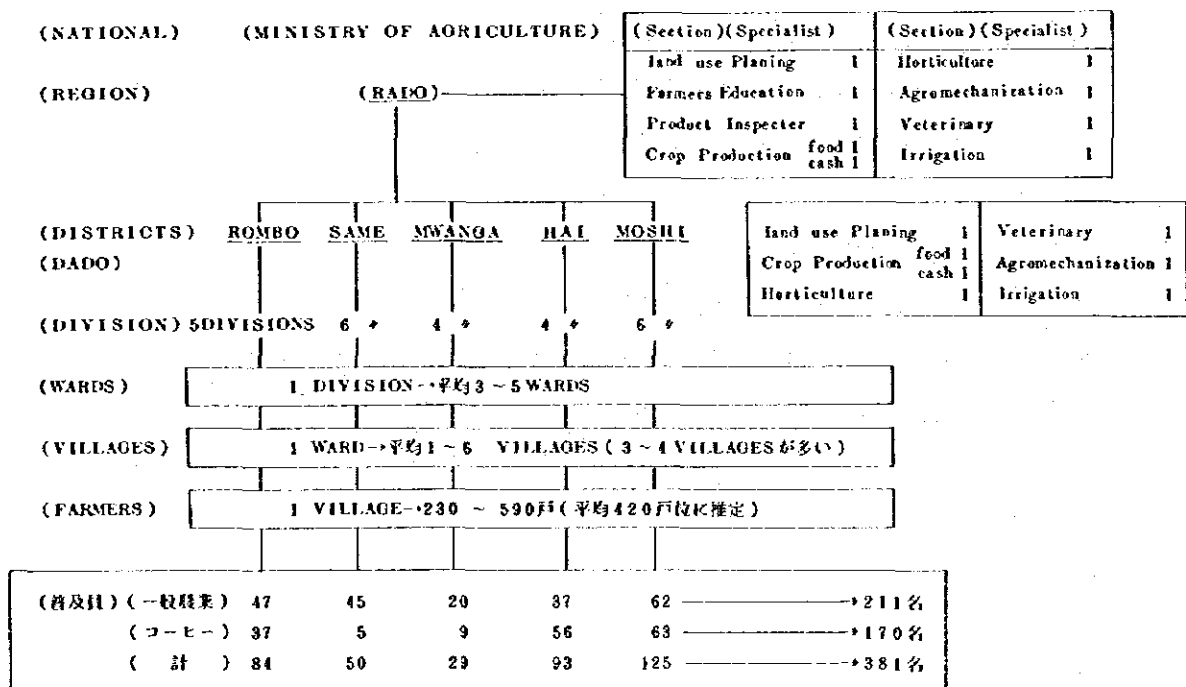 (NATIONAL) (MINISTRY OF AGRICULTURE) (Section)(Specialist) (Section)(Specialist)
land use Planing 1 Horticulture 1
(REGION) (RADO) Farmers Education 1 Agromechanization 1
Product Inspecter 1 Veterinary 1
Crop Production food 1 cash 1 Irrigation 1
(DISTRICTS) ROMBO SAME MWANGA HAI MOSHI land use Planing 1 Veterinary 1
(DADO) Crop Production food 1 cash 1 Agromechanization 1
Horticulture 1 Irrigation 1
(DIVISION) 5DIVISIONS 6 〃 4 〃 4 〃 6 〃
(WARDS) 1 DIVISION→平均3~5WARDS
(VILLAGES) 1 WARD→平均1~6 VILLAGES(3~4VILLAGESが多い)
(FARMERS) 1 VILLAGE→230~590戸(平均420戸位に推定)
(普及員)(一般農業) 47 45 20 37 62 →211名
(コーヒー) 37 5 9 56 63 →170名
(計) 84 50 29 93 125 →381名